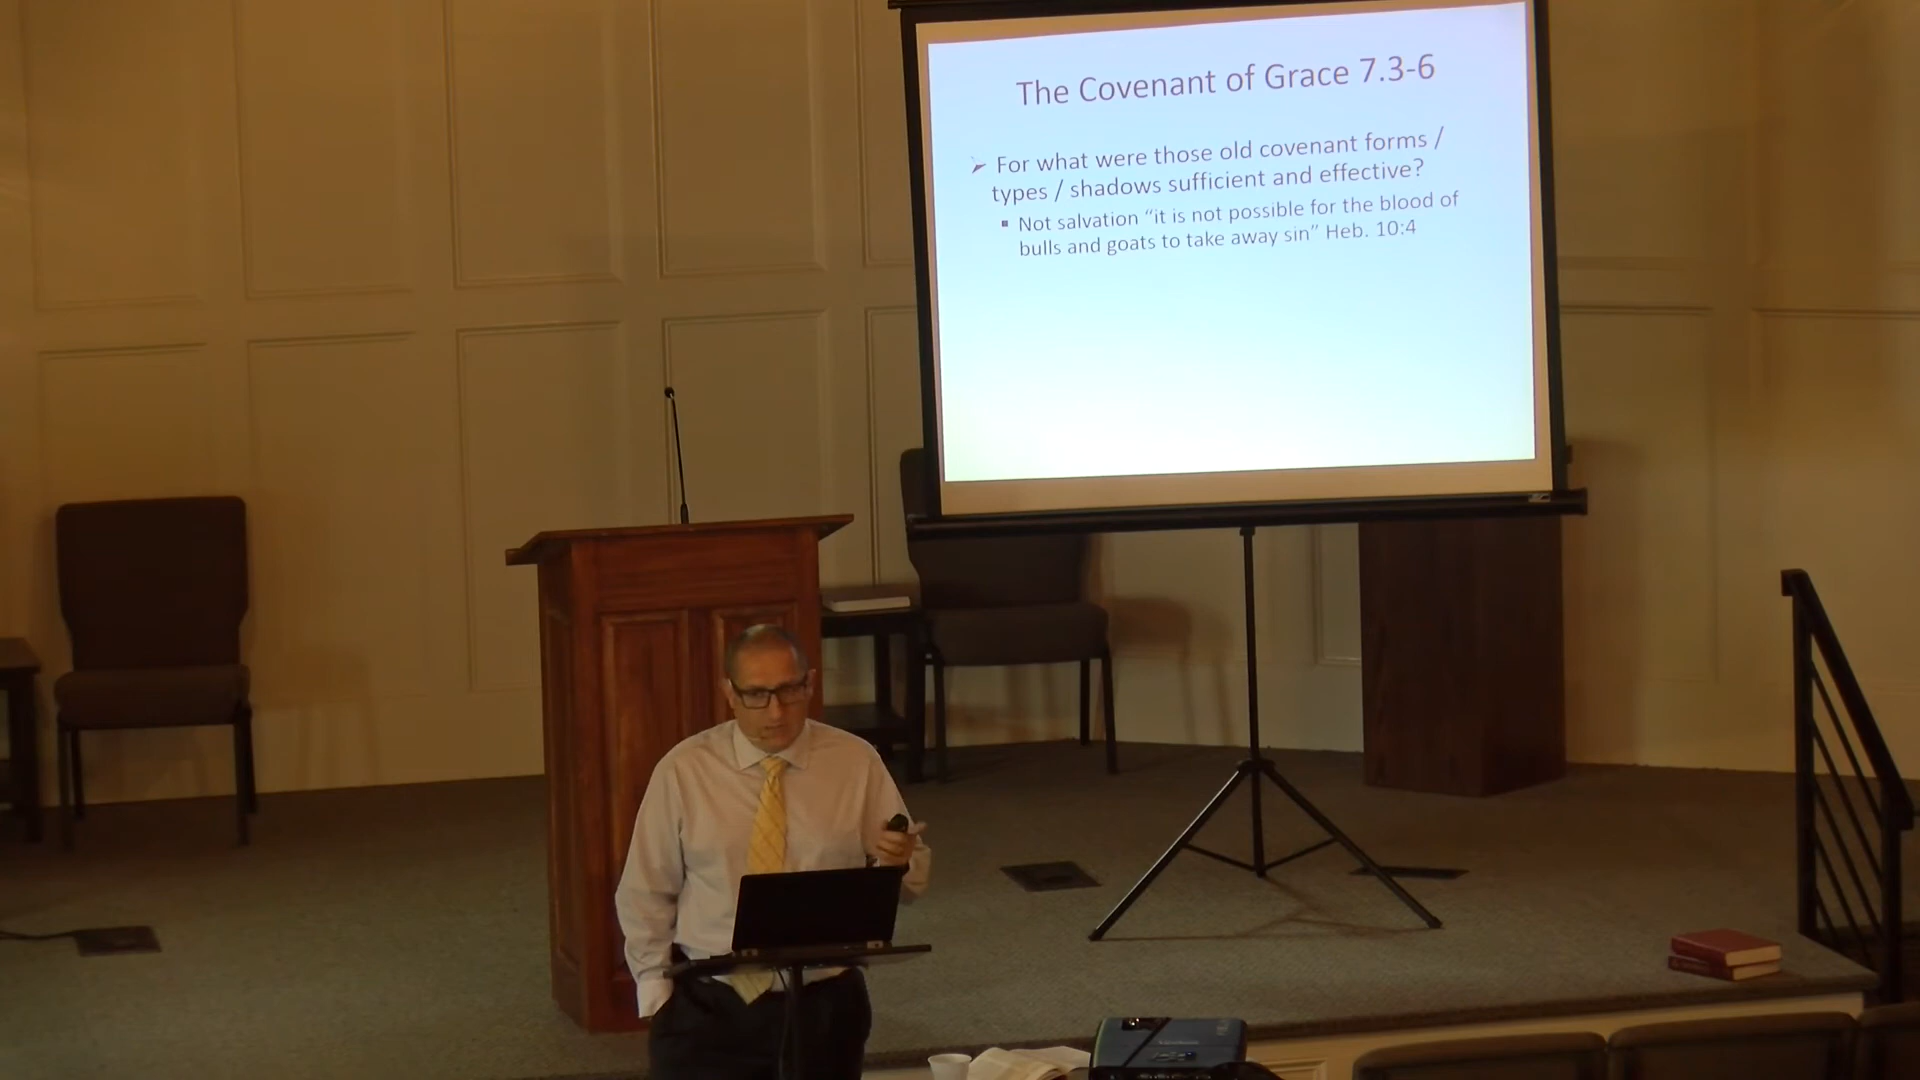 The Covenant of Grace 7.3-6
For what were those old covenant forms /
types / shadows sufficient and effective?
Not salvation “it is not possible for the blood of
bulls and goats to take away sin” Heb. 10:4